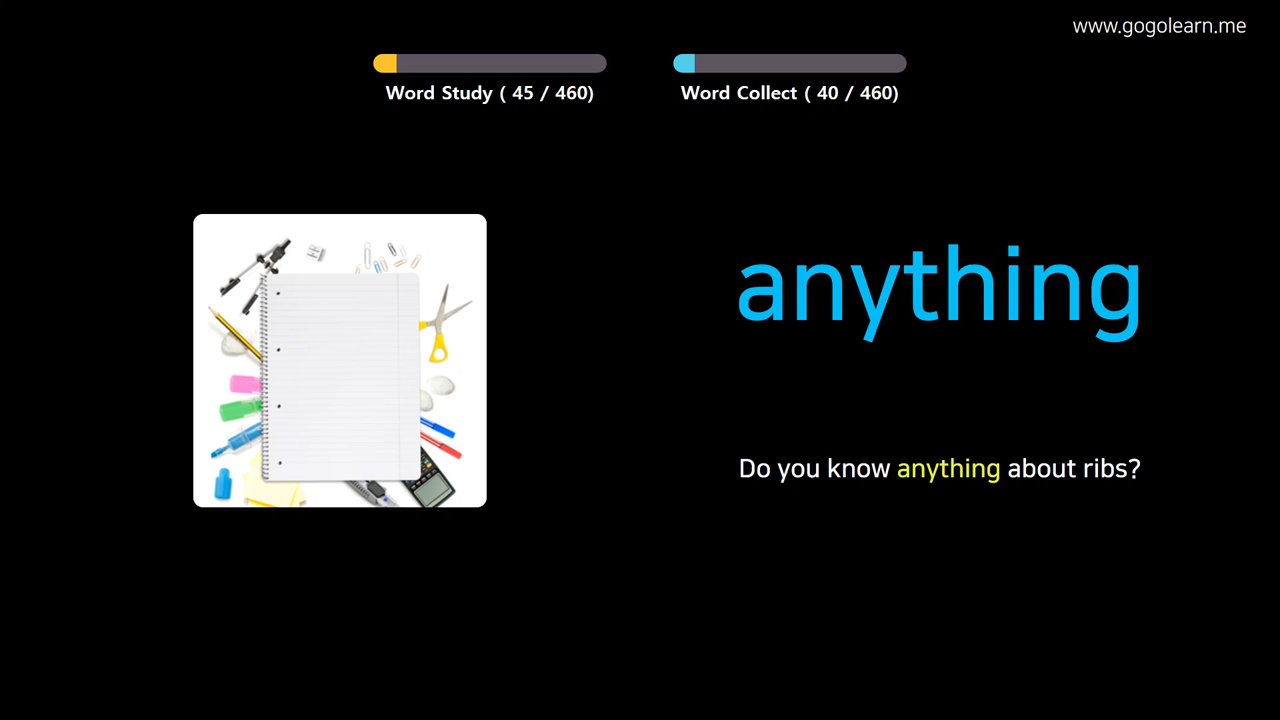 www.gogolearn.me
Word Study ( 45 / 460)
Word Collect ( 40 / 460)
anything
Do you know anything about ribs?